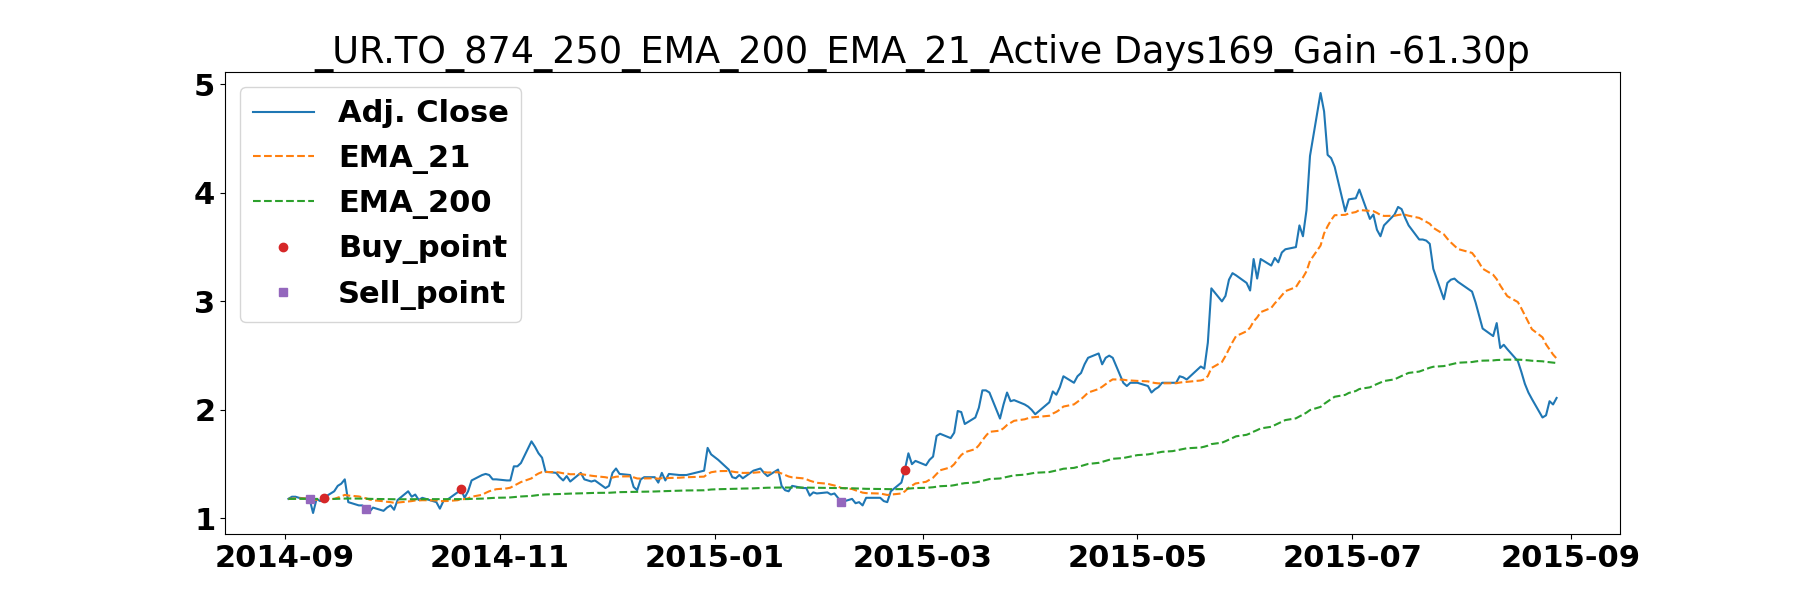 _UR.TO_874_250_EMA_200_EMA_21_Active Days169_Gain -61.30p
5
4
3
2
1
Adj. Close
EMA_21
EMA_200
Buy_point
Sell_point
2014-09 2014-11 2015-01 2015-03 2015-05 2015-07 2015-09